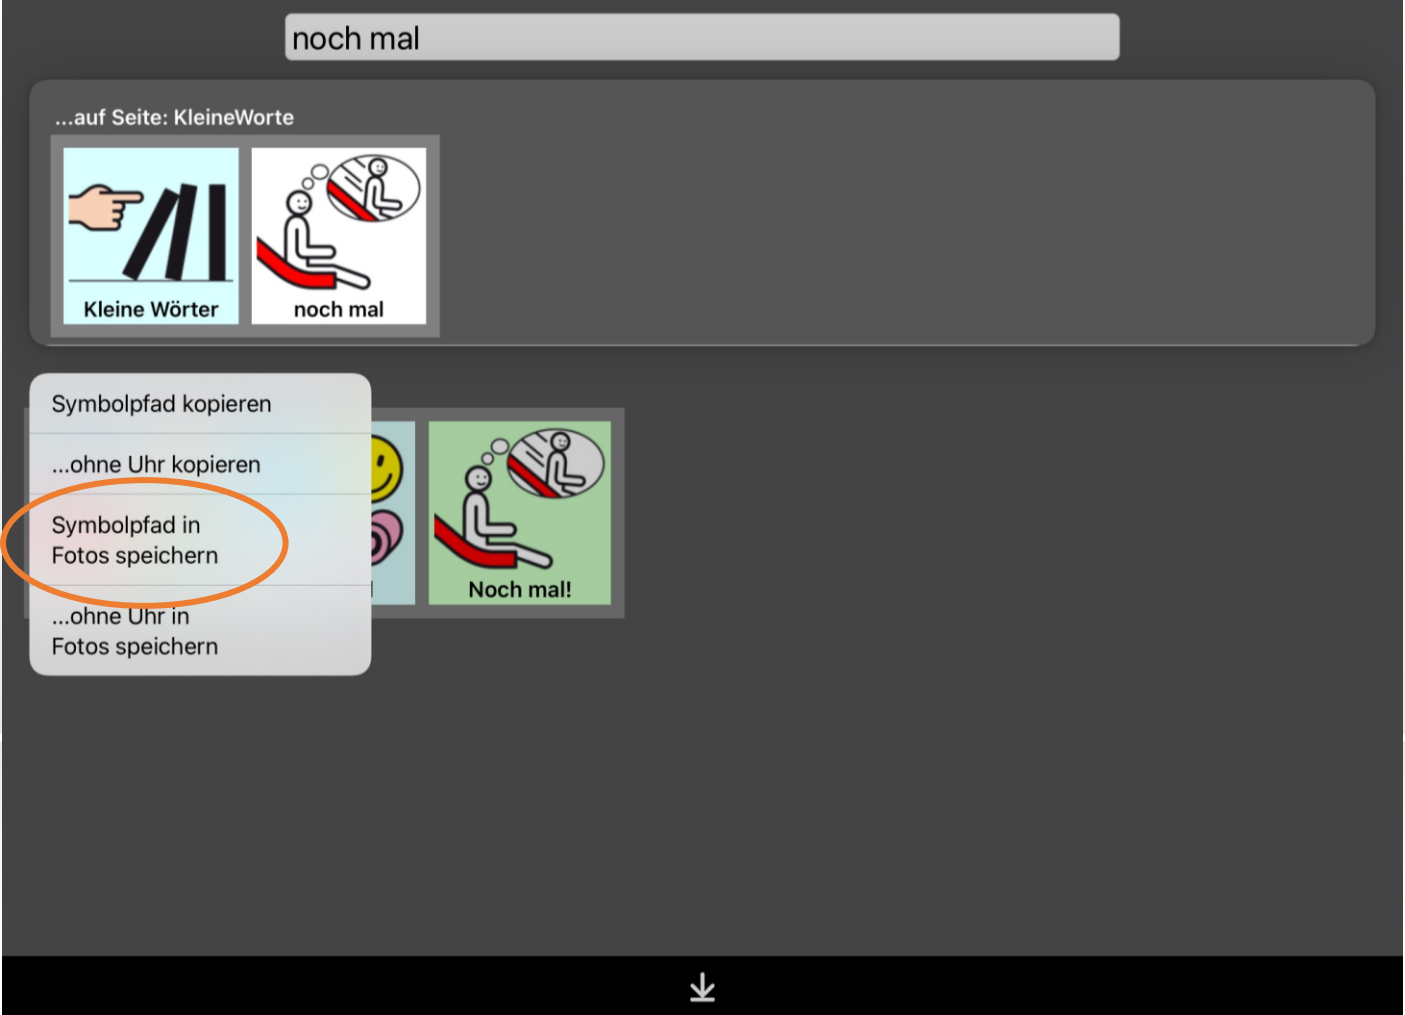 noch mal
...auf Seite: KleineWorte
Kleine Wörter
noch mal
Symbolpfad kopieren
...ohne Uhr kopieren
Symbolpfad in
Fotos speichern
...ohne Uhr in
Fotos speichern
Noch mal!